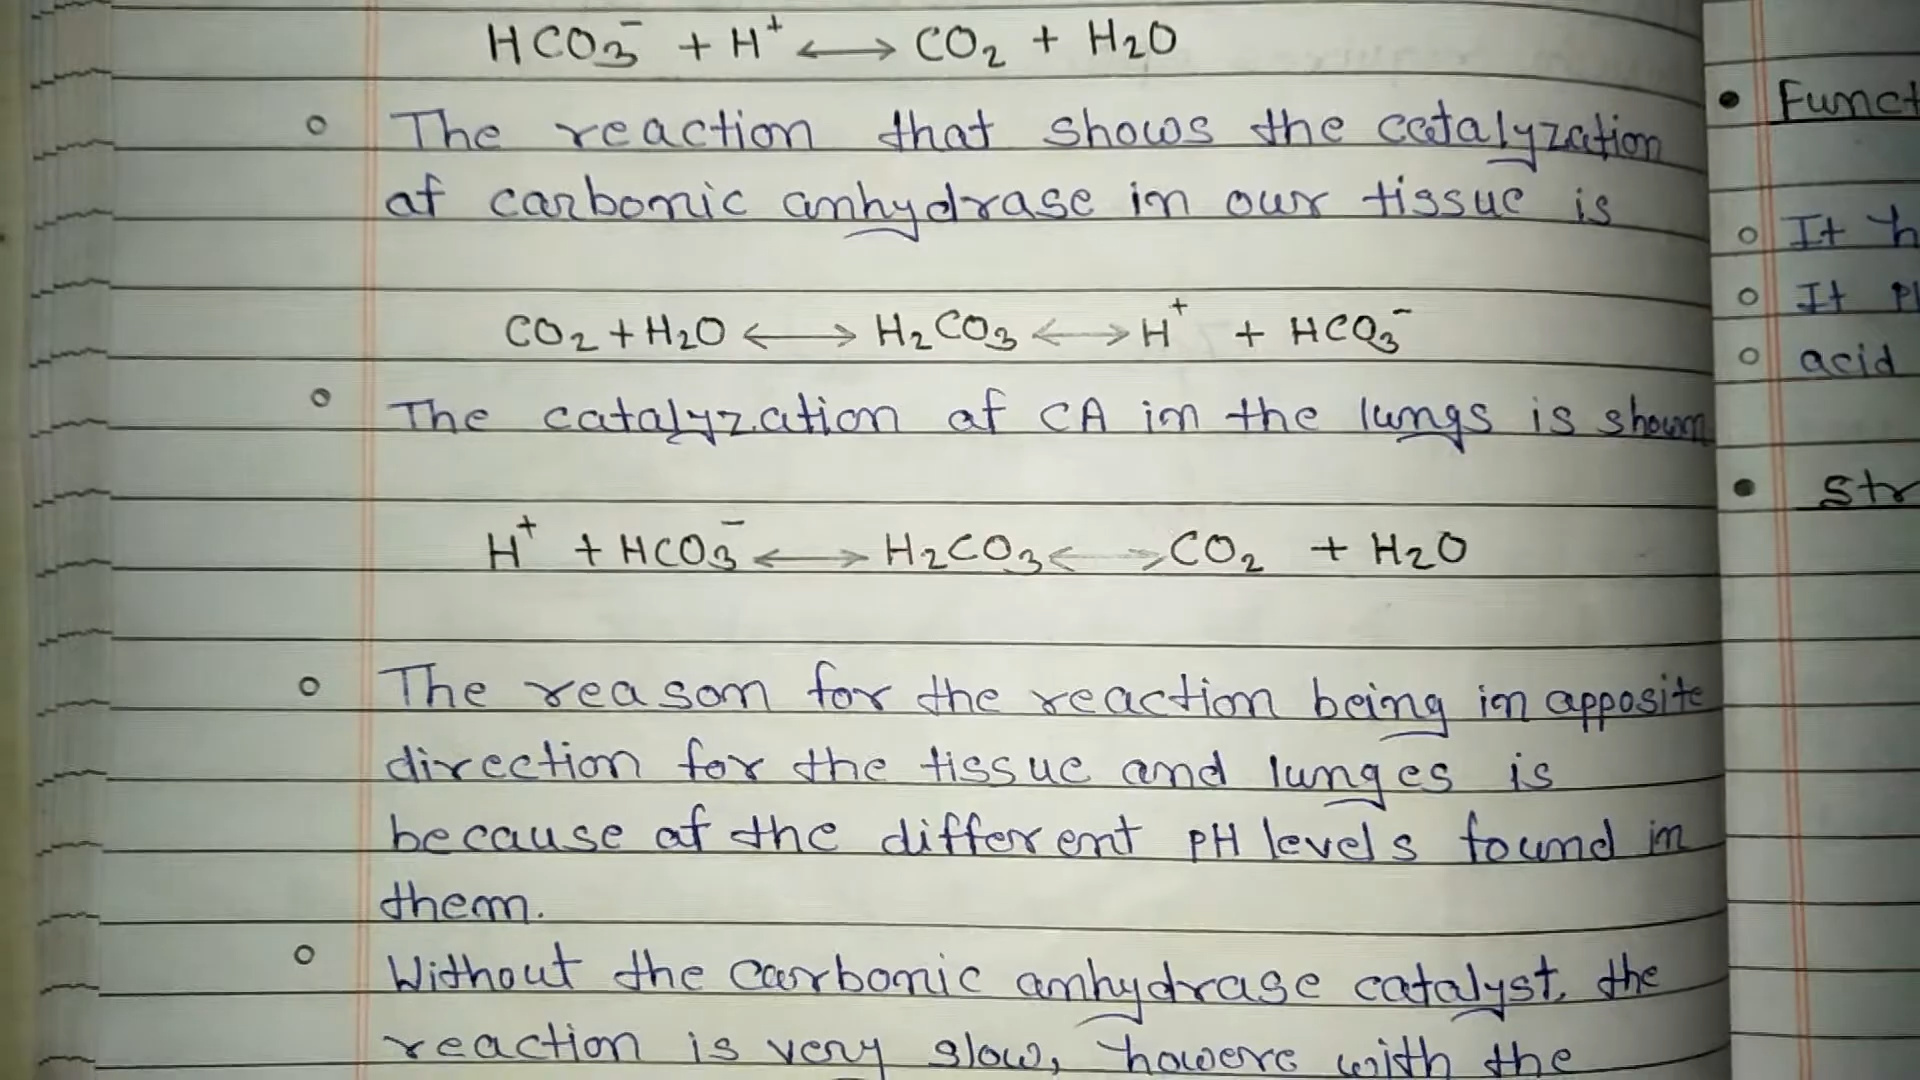 HCO3⁻ + H⁺ ⟷ CO2 + H2O
The reaction that shows the catalyzation
of carbonic anhydrase in our tissue is
CO2 + H2O ⟷ H2CO3 ⟷ H⁺ + HCO3⁻
The catalyzation of CA in the lungs is shown
H⁺ + HCO3⁻ ⟷ H2CO3 ⟷ CO2 + H2O
The reason for the reaction being in apposite
direction for the tissue and lunges is
because of the different pH levels found in
them.
Without the carbonic anhydrase catalyst, the
reaction is very slow, howere with the
Funct
It h
It pl
acid
str